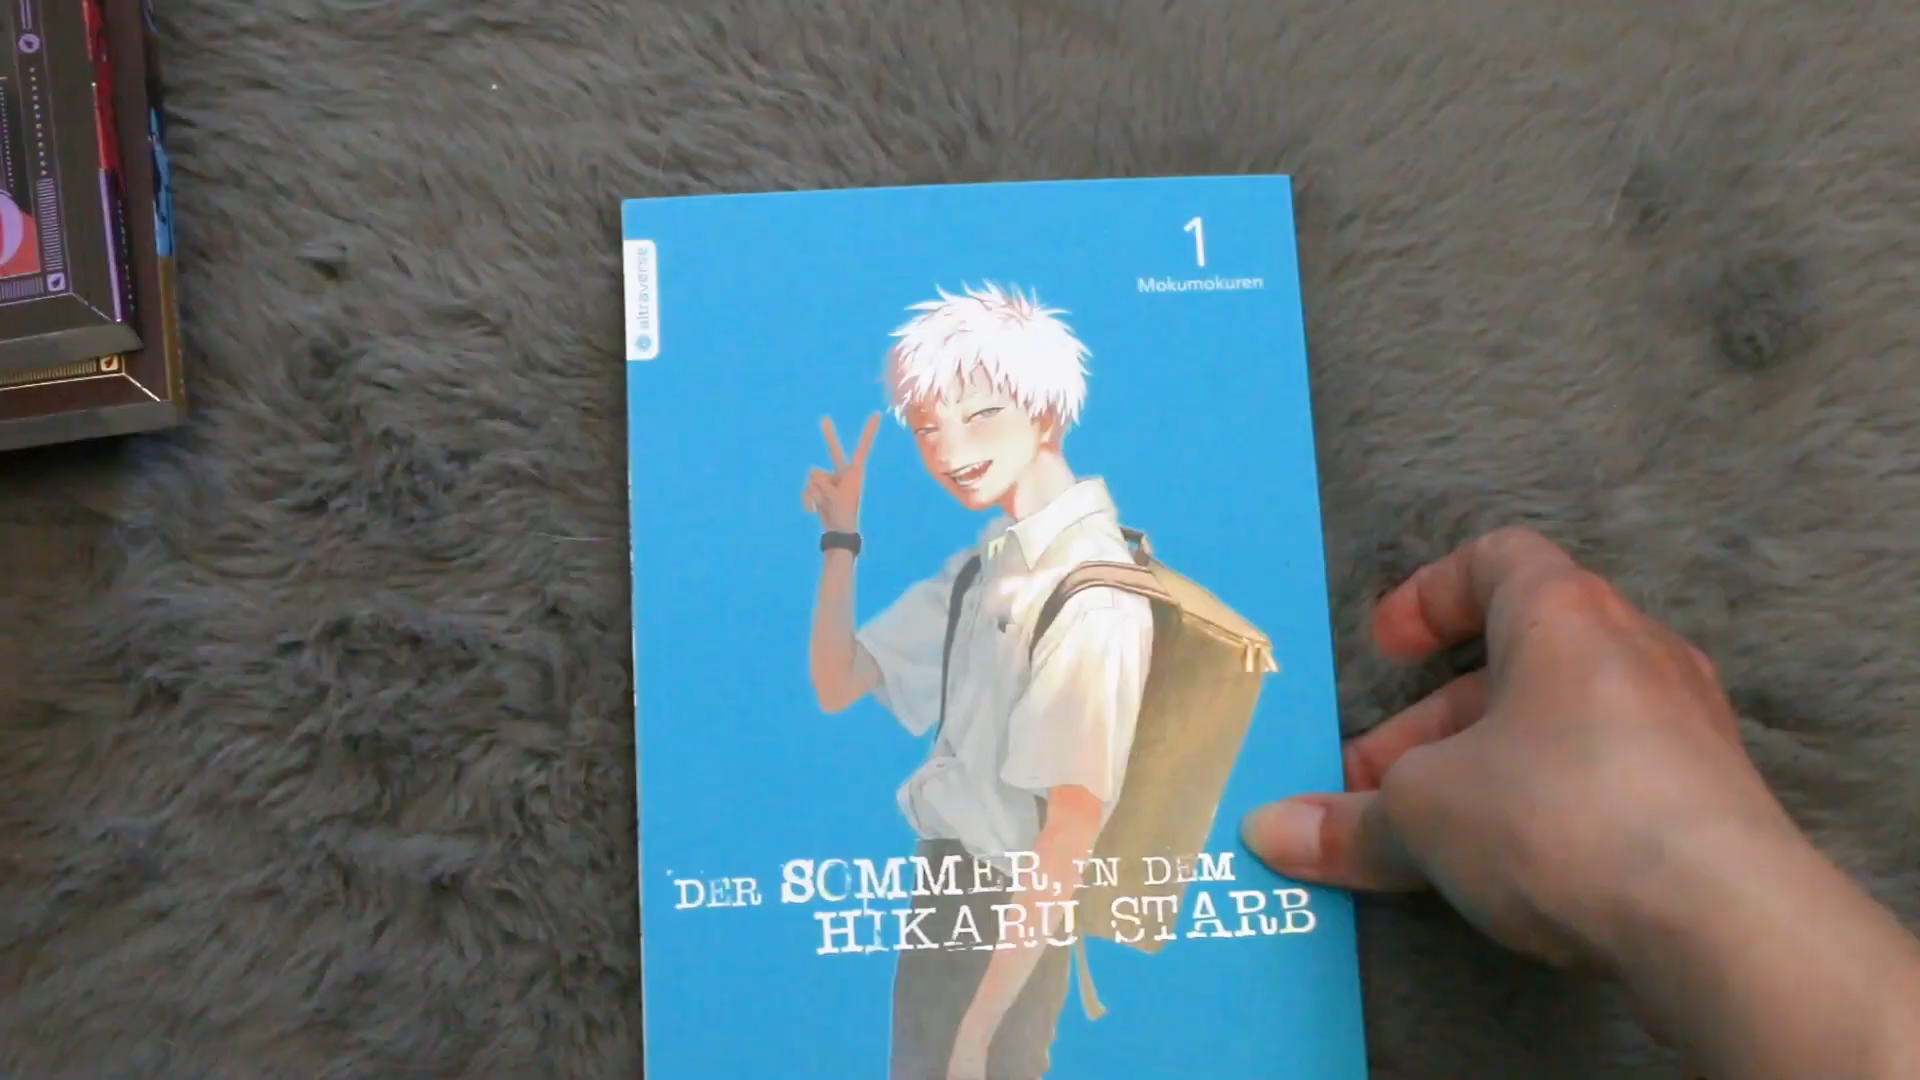 1
Mokumokuren
altraverse
DER SOMMER, IN DEM
HIKARU STARB